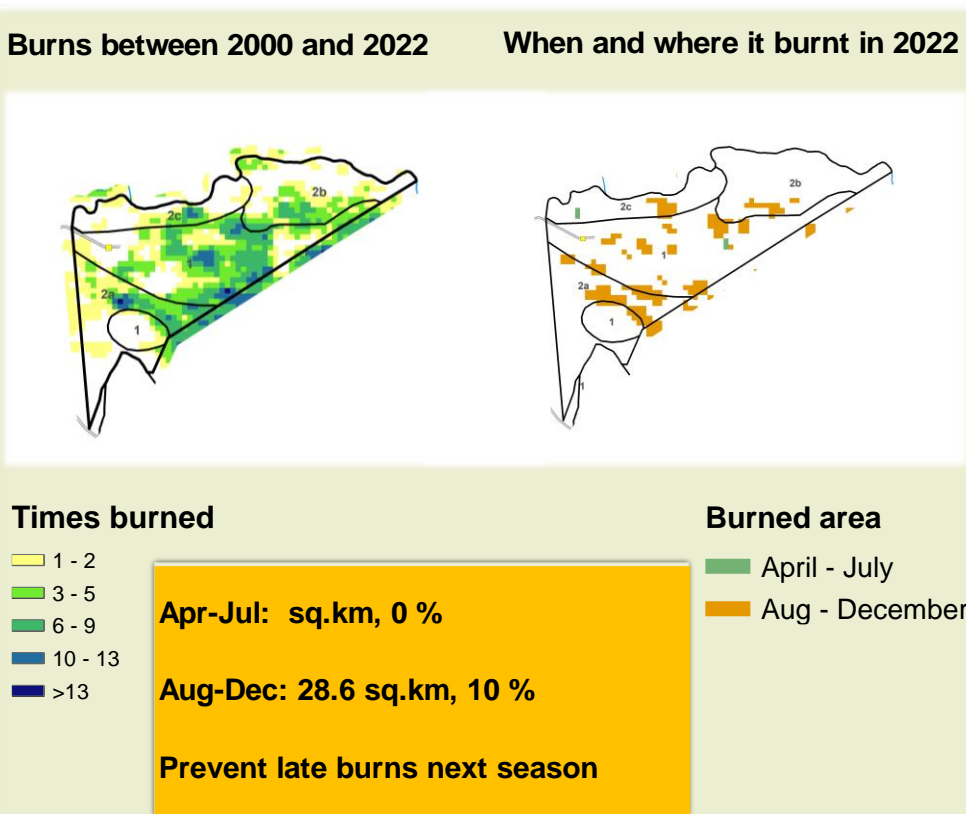 Burns between 2000 and 2022
When and where it burnt in 2022
2b
2c
1
2a
1
2b
2c
1
2a
1
1
Times burned
1 - 2
3 - 5
6 - 9
10 - 13
>13
Apr-Jul: sq.km, 0 %
Aug-Dec: 28.6 sq.km, 10 %
Prevent late burns next season
Burned area
April - July
Aug - December